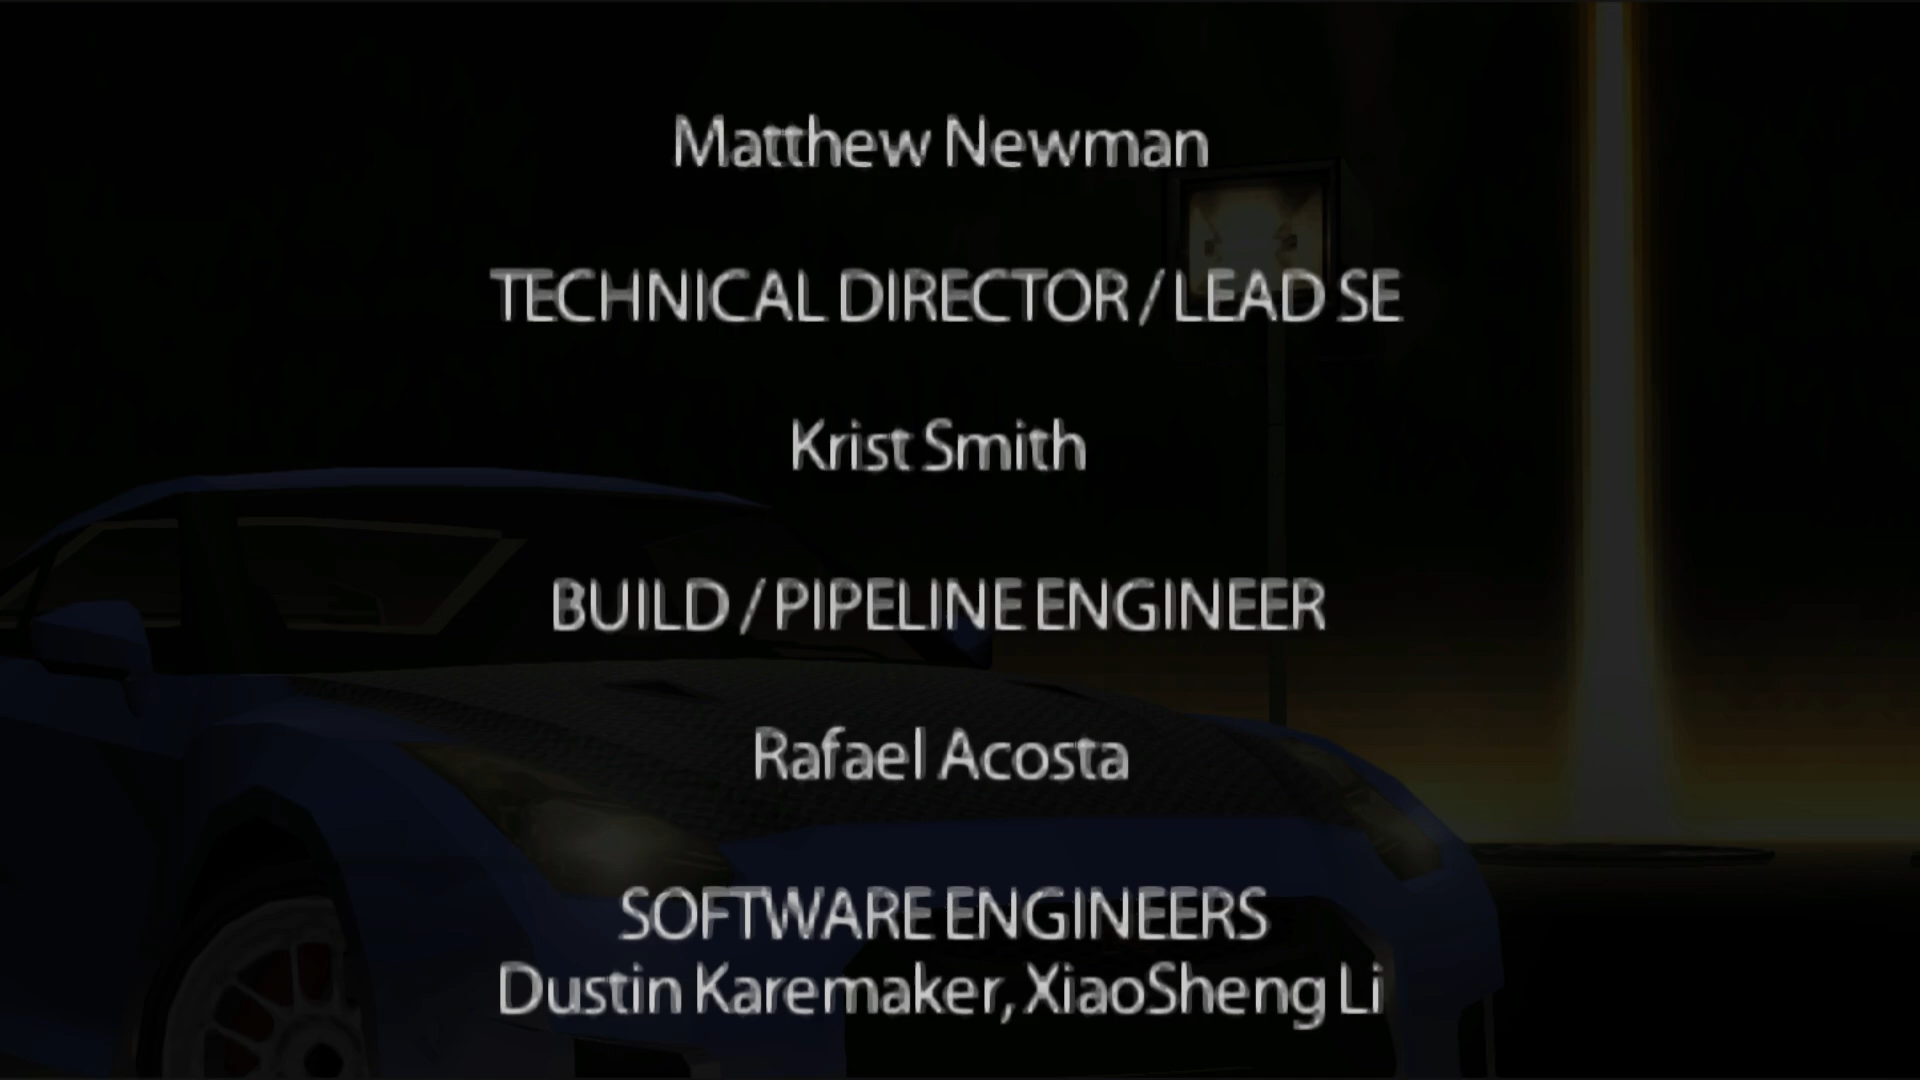 Matthew Newman
TECHNICAL DIRECTOR / LEAD SE
Krist Smith
BUILD / PIPELINE ENGINEER
Rafael Acosta
SOFTWARE ENGINEERS
Dustin Karemaker, XiaoSheng Li